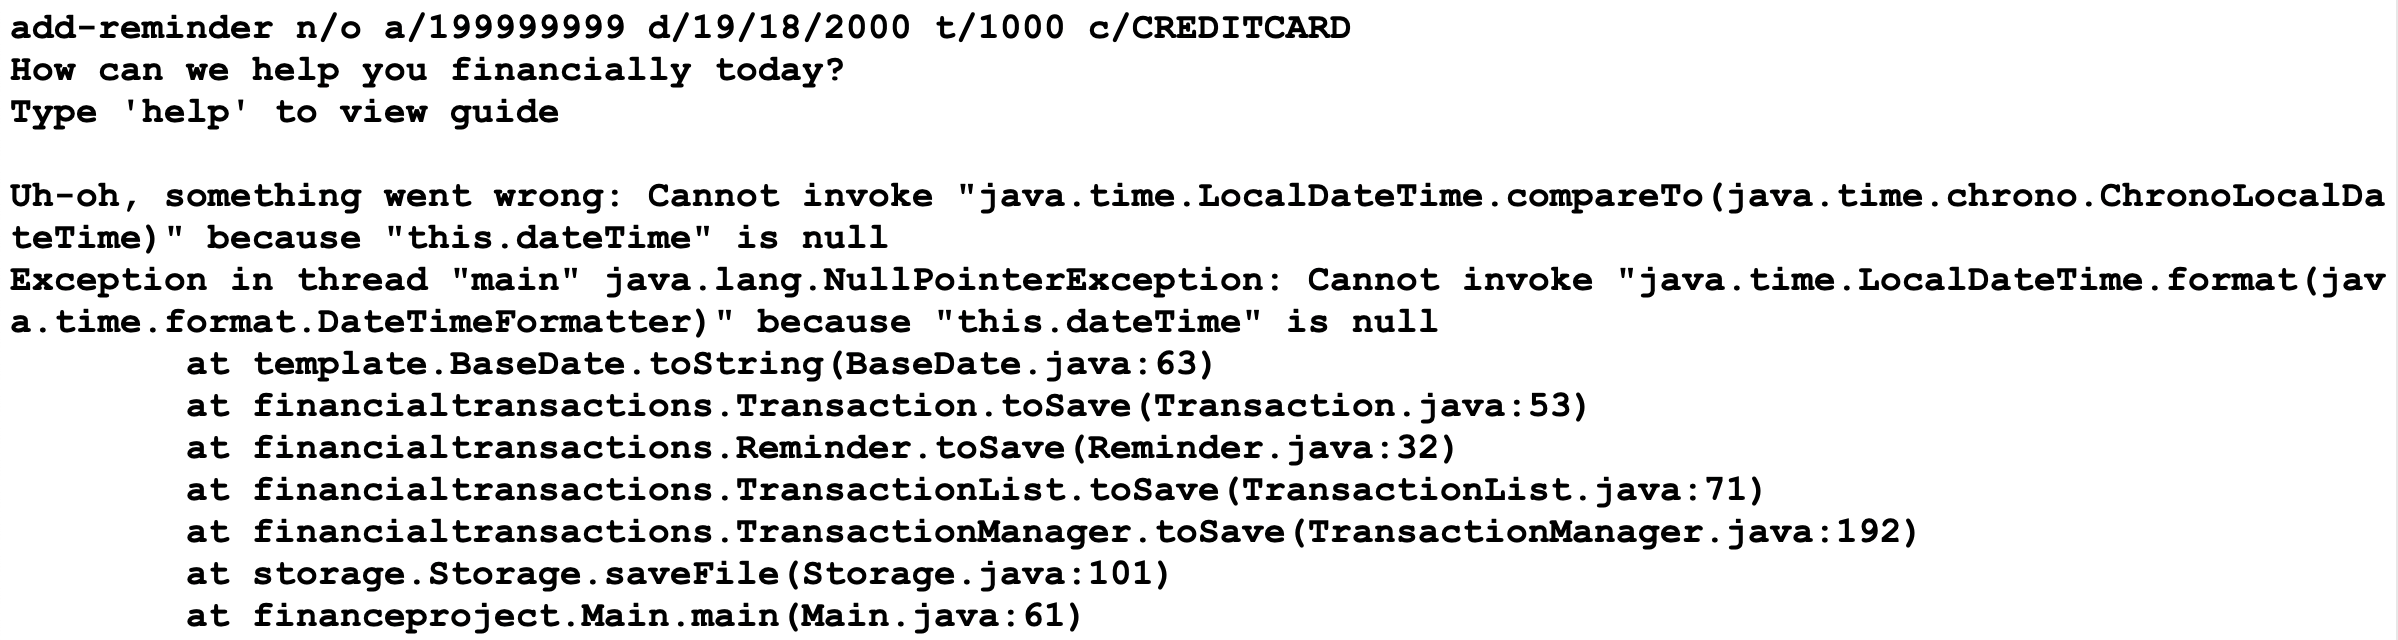 add-reminder n/o a/199999999 d/19/18/2000 t/1000 c/CREDITCARD
How can we help you financially today?
Type 'help' to view guide
Uh-oh, something went wrong: Cannot invoke "java.time.LocalDateTime.compareTo(java.time.chrono.ChronoLocalDa
teTime)" because "this.dateTime" is null
Exception in thread "main" java.lang.NullPointerException: Cannot invoke "java.time.LocalDateTime.format(jav
a.time.format.DateTimeFormatter)" because "this.dateTime" is null
at template.BaseDate.toString(BaseDate.java:63)
at financialtransactions.Transaction.toSave(Transaction.java:53)
at financialtransactions.Reminder.toSave(Reminder.java:32)
at financialtransactions.TransactionList.toSave(TransactionList.java:71)
at financialtransactions.TransactionManager.toSave(TransactionManager.java:192)
at storage.Storage.saveFile(Storage.java:101)
at financeproject.Main.main(Main.java:61)